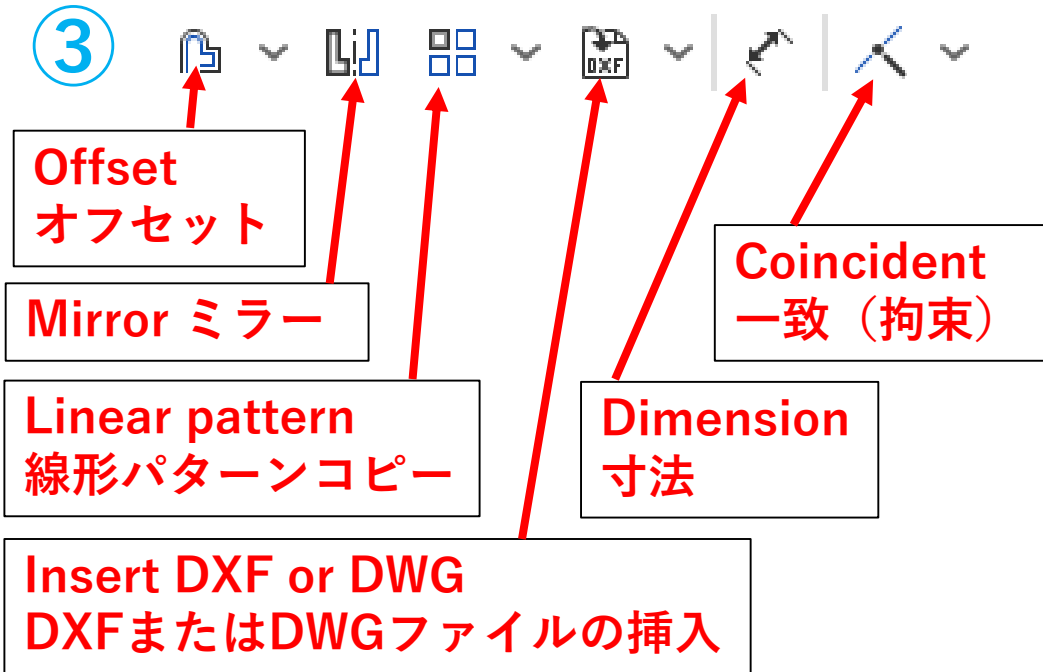 ③
DXF
Offset
オフセット
Mirror ミラー
Coincident
一致（拘束）
Linear pattern
線形パターンコピー
Dimension
寸法
Insert DXF or DWG
DXFまたはDWGファイルの挿入